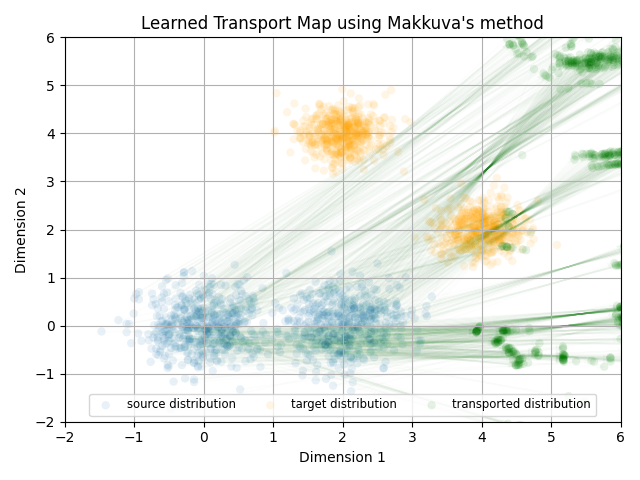 Learned Transport Map using Makkuva's method
6
5
4
3
2
1
0
−1
−2
Dimension 2
source distribution target distribution transported distribution
−2 −1 0 1 2 3 4 5 6
Dimension 1